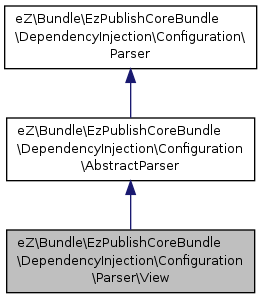 eZ\Bundle\EzPublishCoreBundle
\DependencyInjection\Configuration\
Parser
eZ\Bundle\EzPublishCoreBundle
\DependencyInjection\Configuration
\AbstractParser
eZ\Bundle\EzPublishCoreBundle
\DependencyInjection\Configuration
\Parser\View